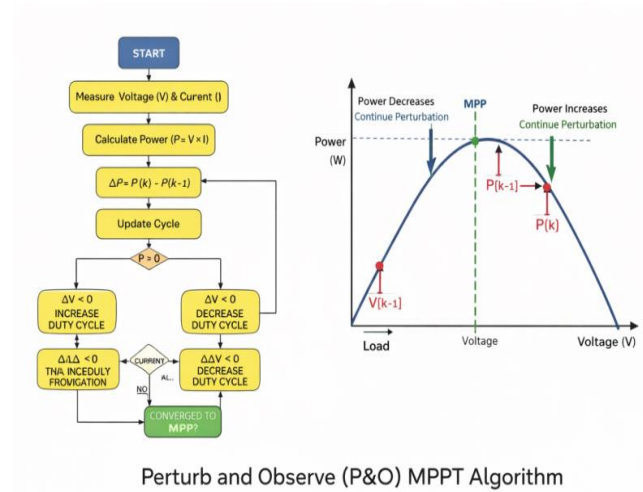 START
Measure Voltage (V) & Curent ()
Calculate Power (P = V × I)
ΔP = P(k) - P(k-1)
Update Cycle
P > 0
ΔV < 0
INCREASE
DUTY CYCLE
ΔV < 0
DECREASE
DUTY CYCLE
<0
INCEDULY
FROVIGATION
CURRENT
AL..
NO
ΔΔV < 0
DECREASE
DUTY CYCLE
CONVERGED TO
MPP?
Power Decreases
Continue Perturbation
MPP
Power Increases
Continue Perturbation
Power
(W)
P[k-1]
P(k)
V[k-1]
Load
Voltage
Voltage (V)
Perturb and Observe (P&O) MPPT Algorithm